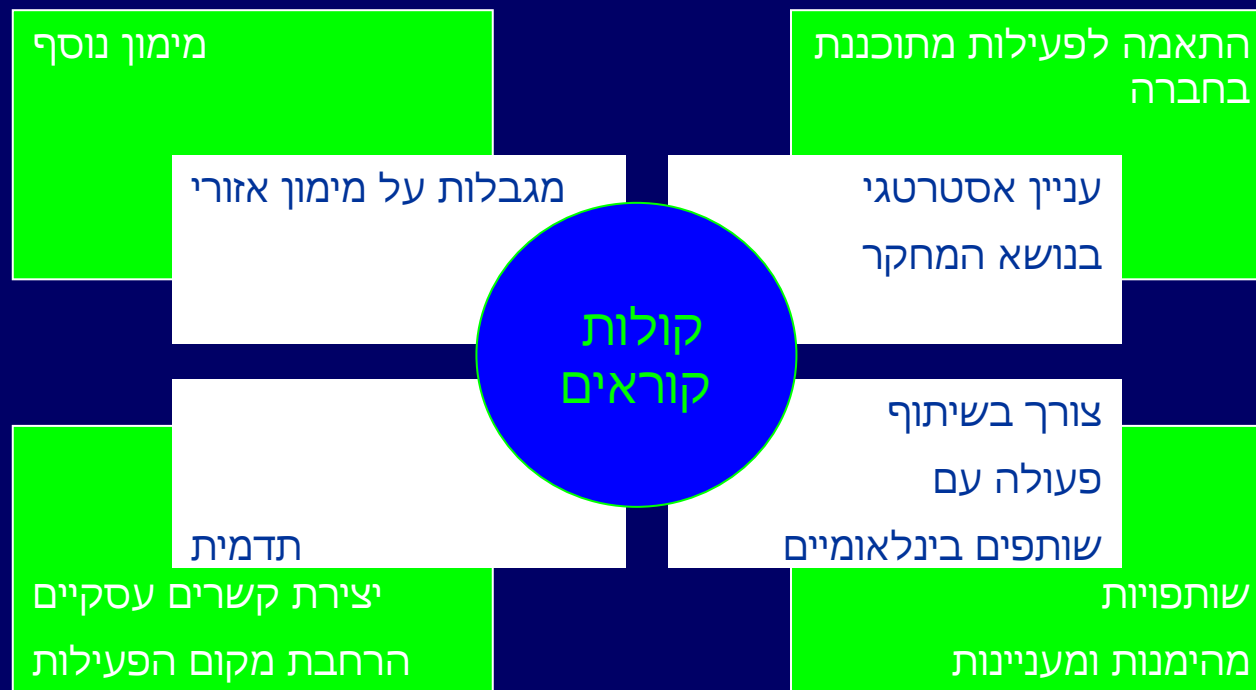 התאמה לפעילות מתוכננת
בחברה
מימון נוסף
עניין אסטרטגי
בנושא המחקר
מגבלות על מימון אזורי
קולות
קוראים
צורך בשיתוף
פעולה עם
שותפים בינלאומיים
תדמית
שותפויות
מהימנות ומעניינות
יצירת קשרים עסקיים
הרחבת מקום הפעילות